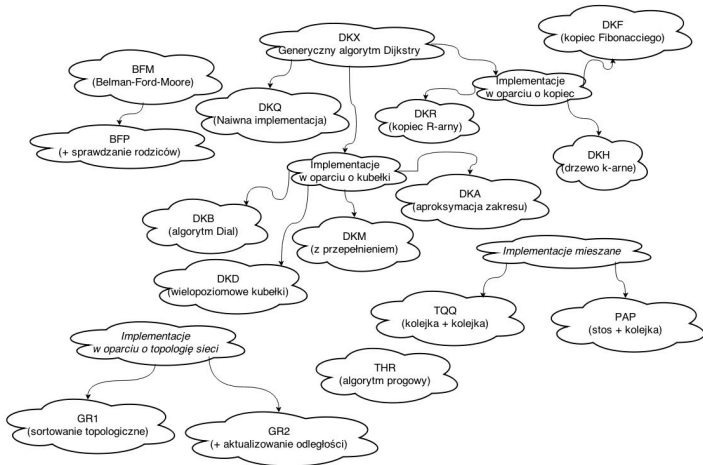 DKX
Generyczny algorytm Dijkstry
DKF
(kopiec Fibonacciego)
BFM
(Belman-Ford-Moore)
DKQ
(Naiwna implementacja)
Implementacje
w oparciu o kopiec
DKR
(kopiec R-arny)
BFP
(+ sprawdzanie rodziców)
DKH
(drzewo k-arne)
Implementacje
w oparciu o kubełki
DKA
(aproksymacja zakresu)
DKB
(algorytm Dial)
DKM
(z przepełnieniem)
Implementacje mieszane
DKD
(wielopoziomowe kubełki)
TQQ
(kolejka + kolejka)
PAP
(stos + kolejka)
Implementacje
w oparciu o topologię sieci
THR
(algorytm progowy)
GR1
(sortowanie topologiczne)
GR2
(+ aktualizowanie odległości)